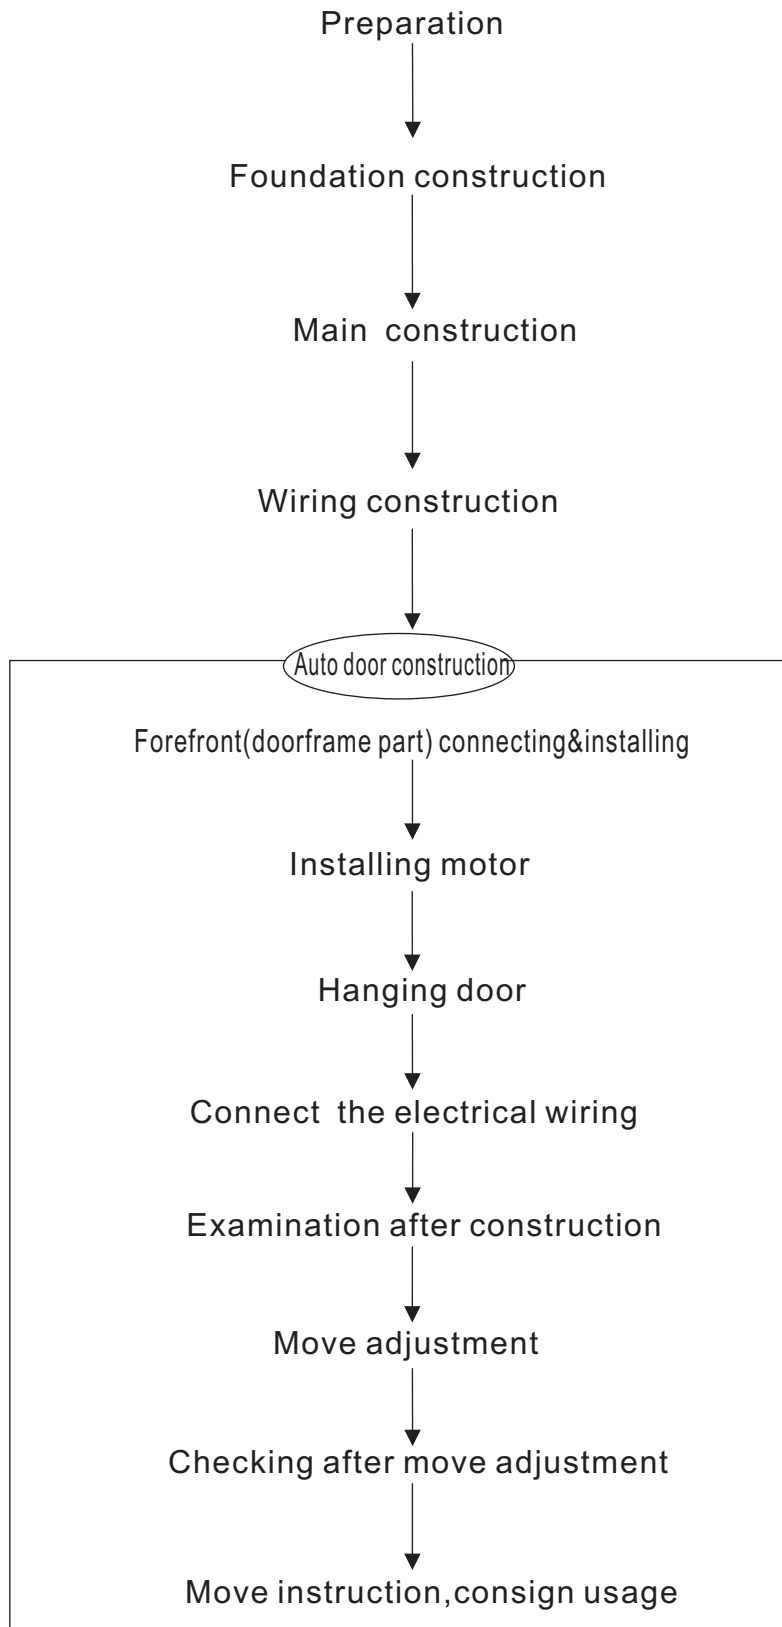 Preparation
Foundation construction
Main construction
Wiring construction
Auto door construction
Forefront(doorframe part) connecting&installing
Installing motor
Hanging door
Connect the electrical wiring
Examination after construction
Move adjustment
Checking after move adjustment
Move instruction,consign usage